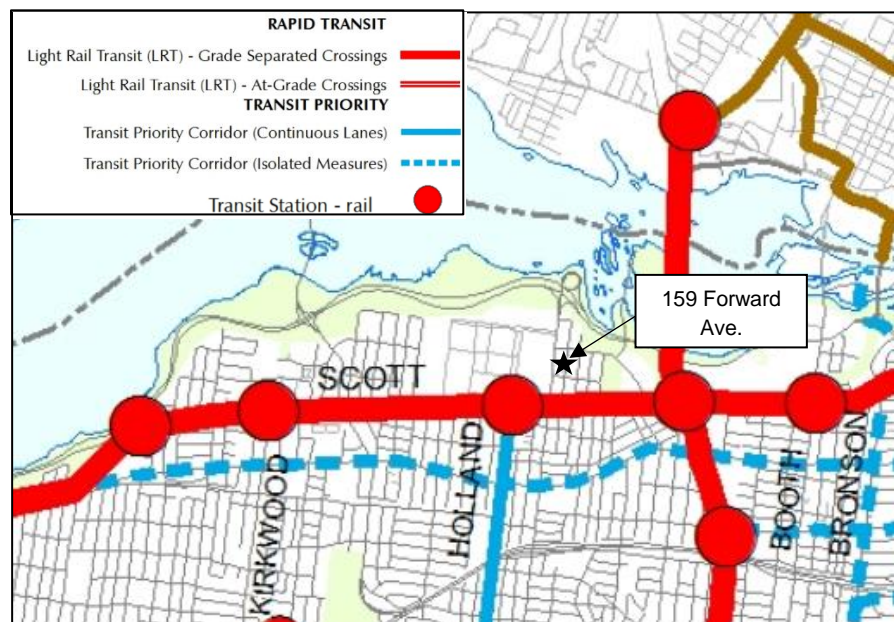 RAPID TRANSIT
Light Rail Transit (LRT) - Grade Separated Crossings
Light Rail Transit (LRT) - At-Grade Crossings
TRANSIT PRIORITY
Transit Priority Corridor (Continuous Lanes)
Transit Priority Corridor (Isolated Measures)
Transit Station - rail
159 Forward
Ave.
SCOTT
KIRKWOOD
HOLLAND
BOOTH
BRONSON